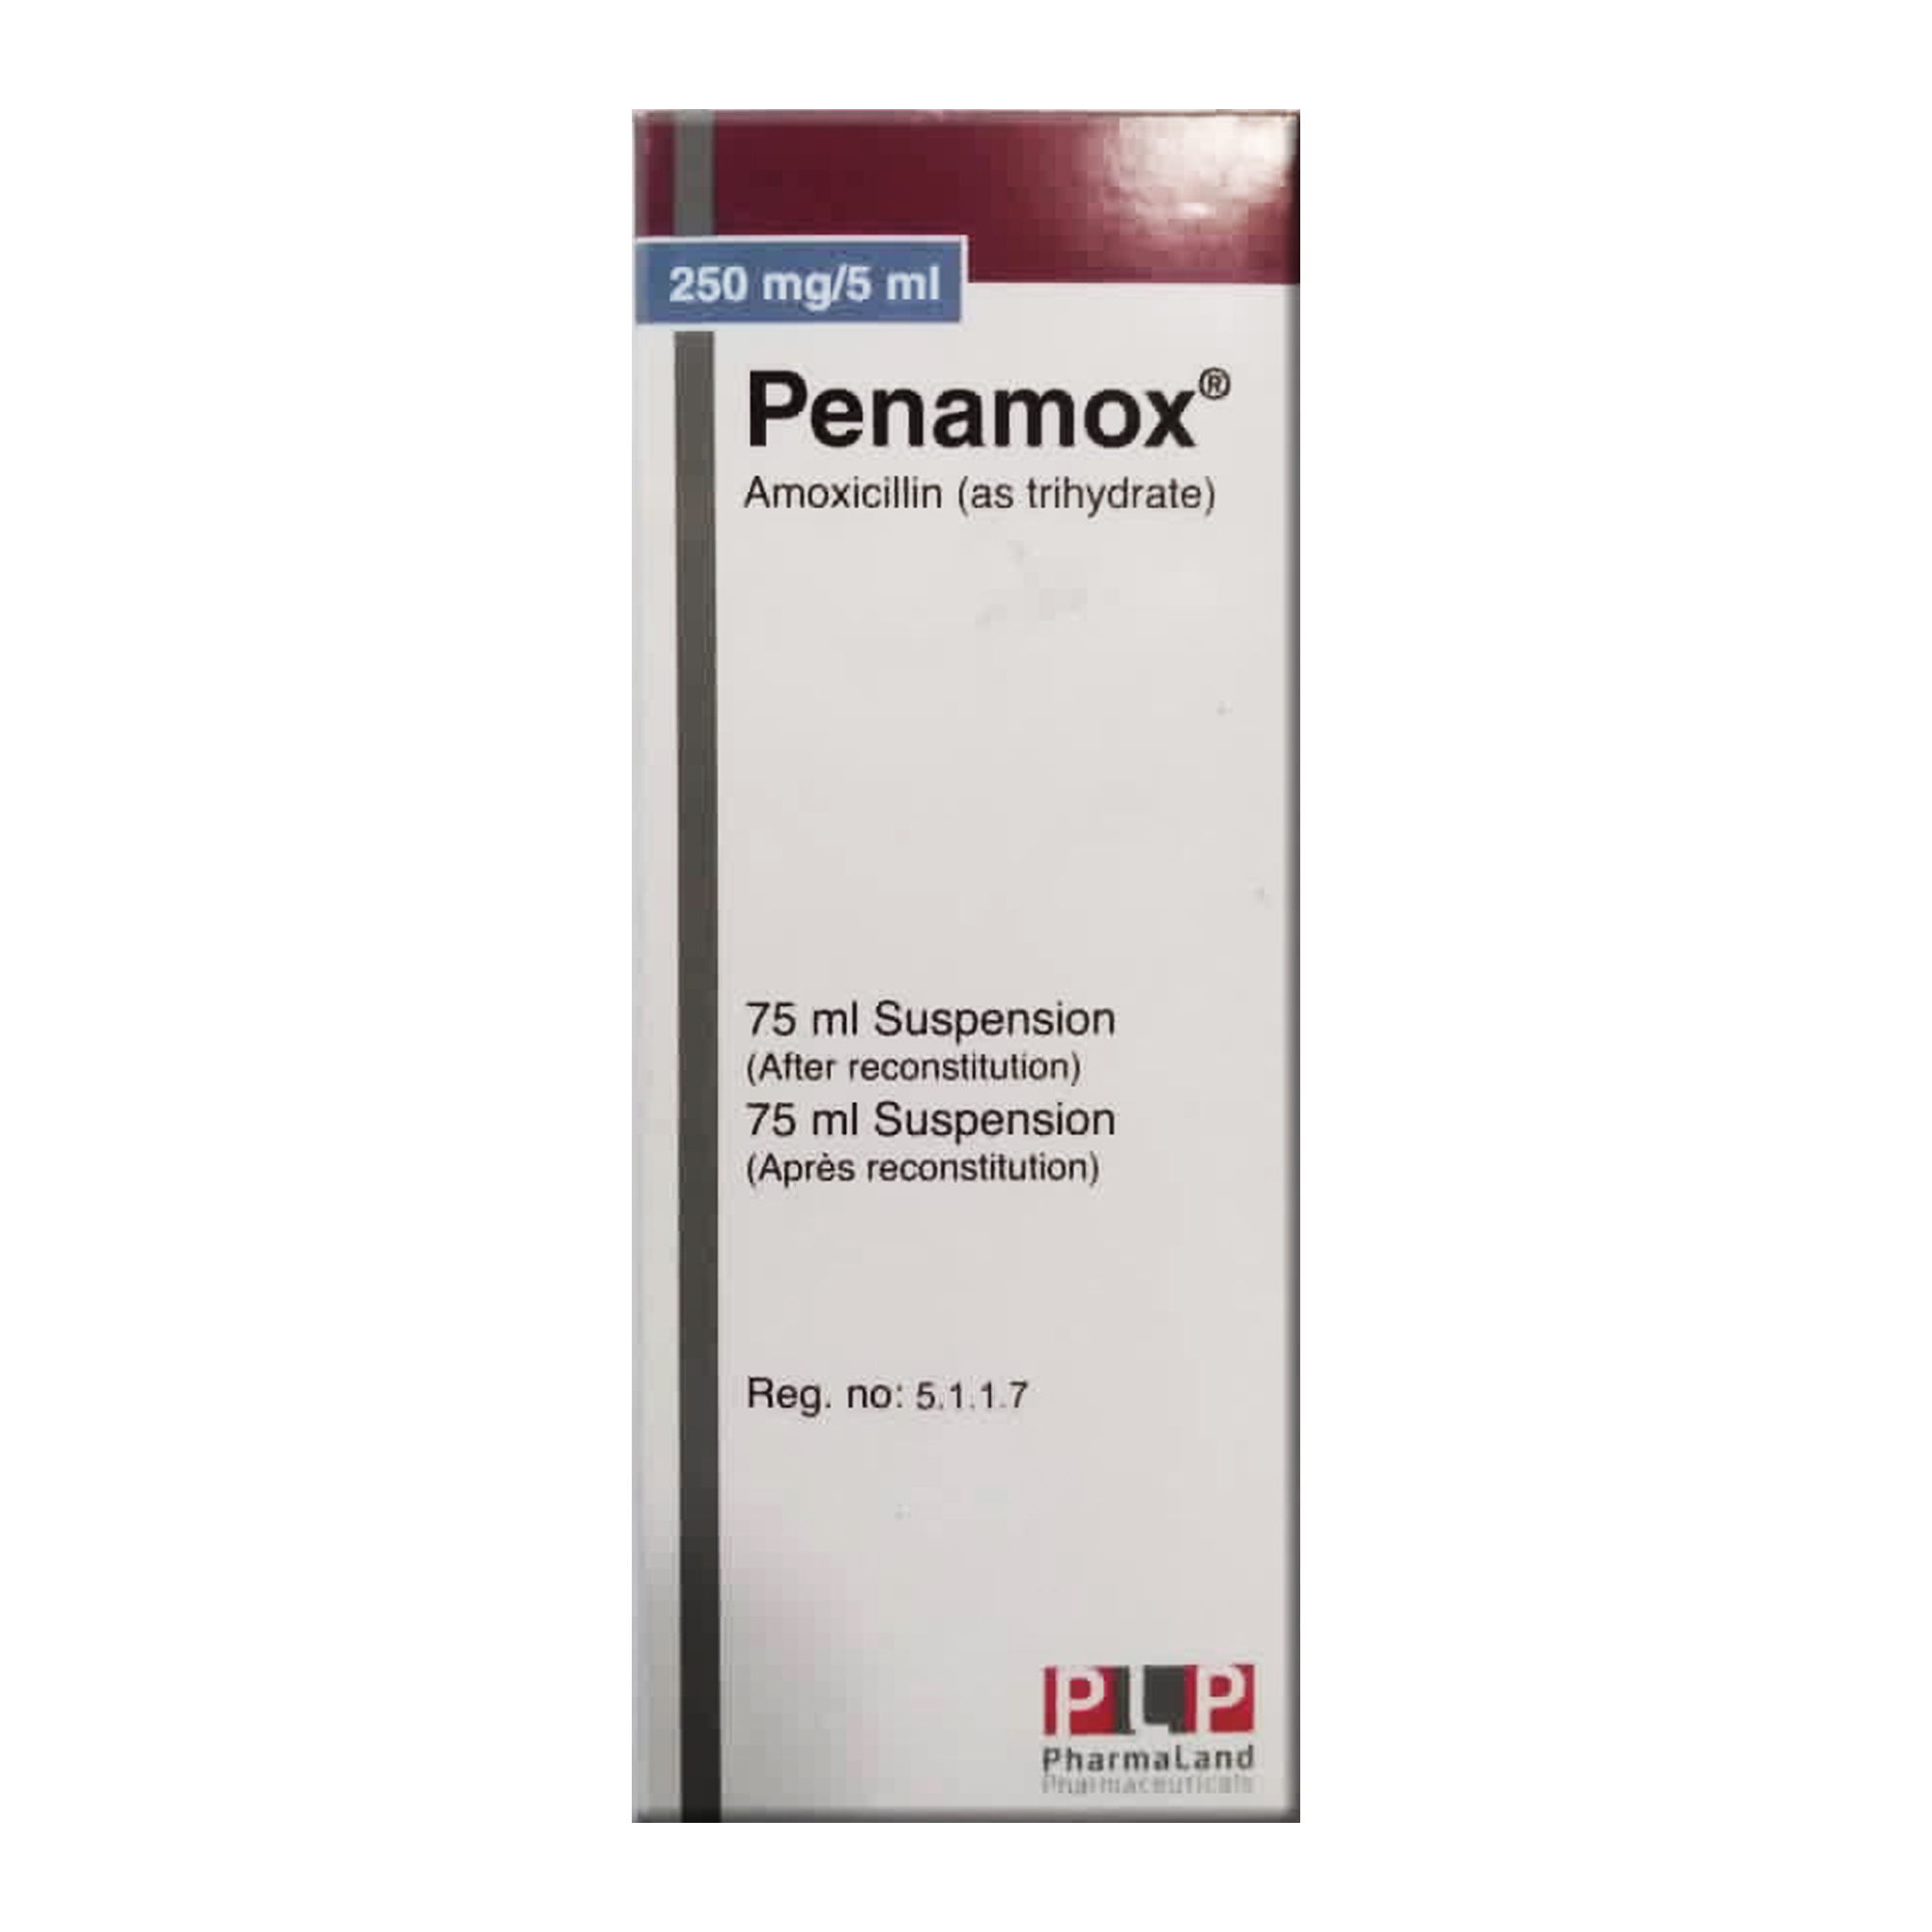 250 mg/5 ml
Penamox®
Amoxicillin (as trihydrate)
75 ml Suspension
(After reconstitution)
75 ml Suspension
(Après reconstitution)
Reg. no: 5.1.1.7
PLP
PharmaLand
Pharmaceuticals